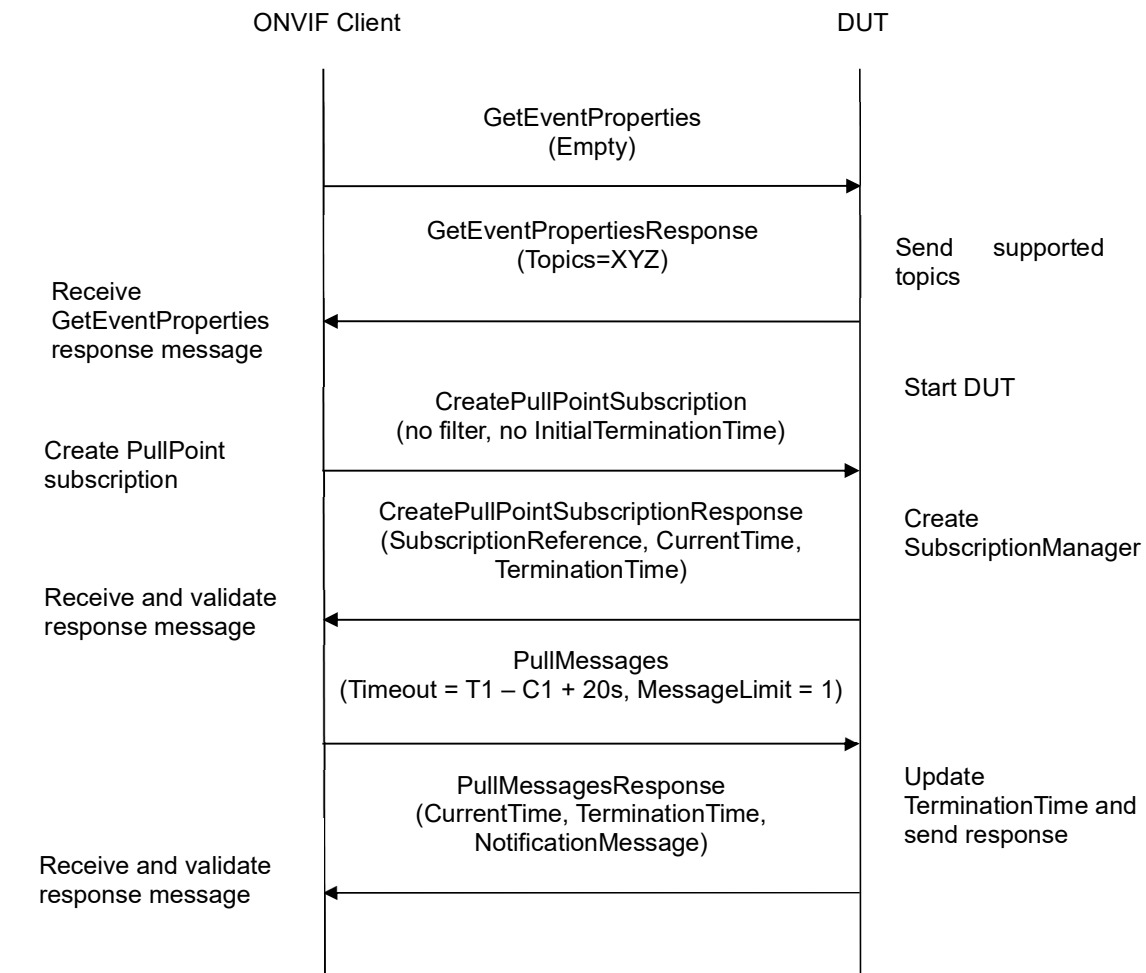 ONVIF Client
DUT
GetEventProperties
(Empty)
GetEventPropertiesResponse
(Topics=XYZ)
Send supported
topics
Receive
GetEventProperties
response message
Start DUT
CreatePullPointSubscription
(no filter, no InitialTerminationTime)
Create PullPoint
subscription
CreatePullPointSubscriptionResponse
(SubscriptionReference, CurrentTime,
TerminationTime)
Create
SubscriptionManager
Receive and validate
response message
PullMessages
(Timeout = T1 – C1 + 20s, MessageLimit = 1)
PullMessagesResponse
(CurrentTime, TerminationTime,
NotificationMessage)
Update
TerminationTime and
send response
Receive and validate
response message